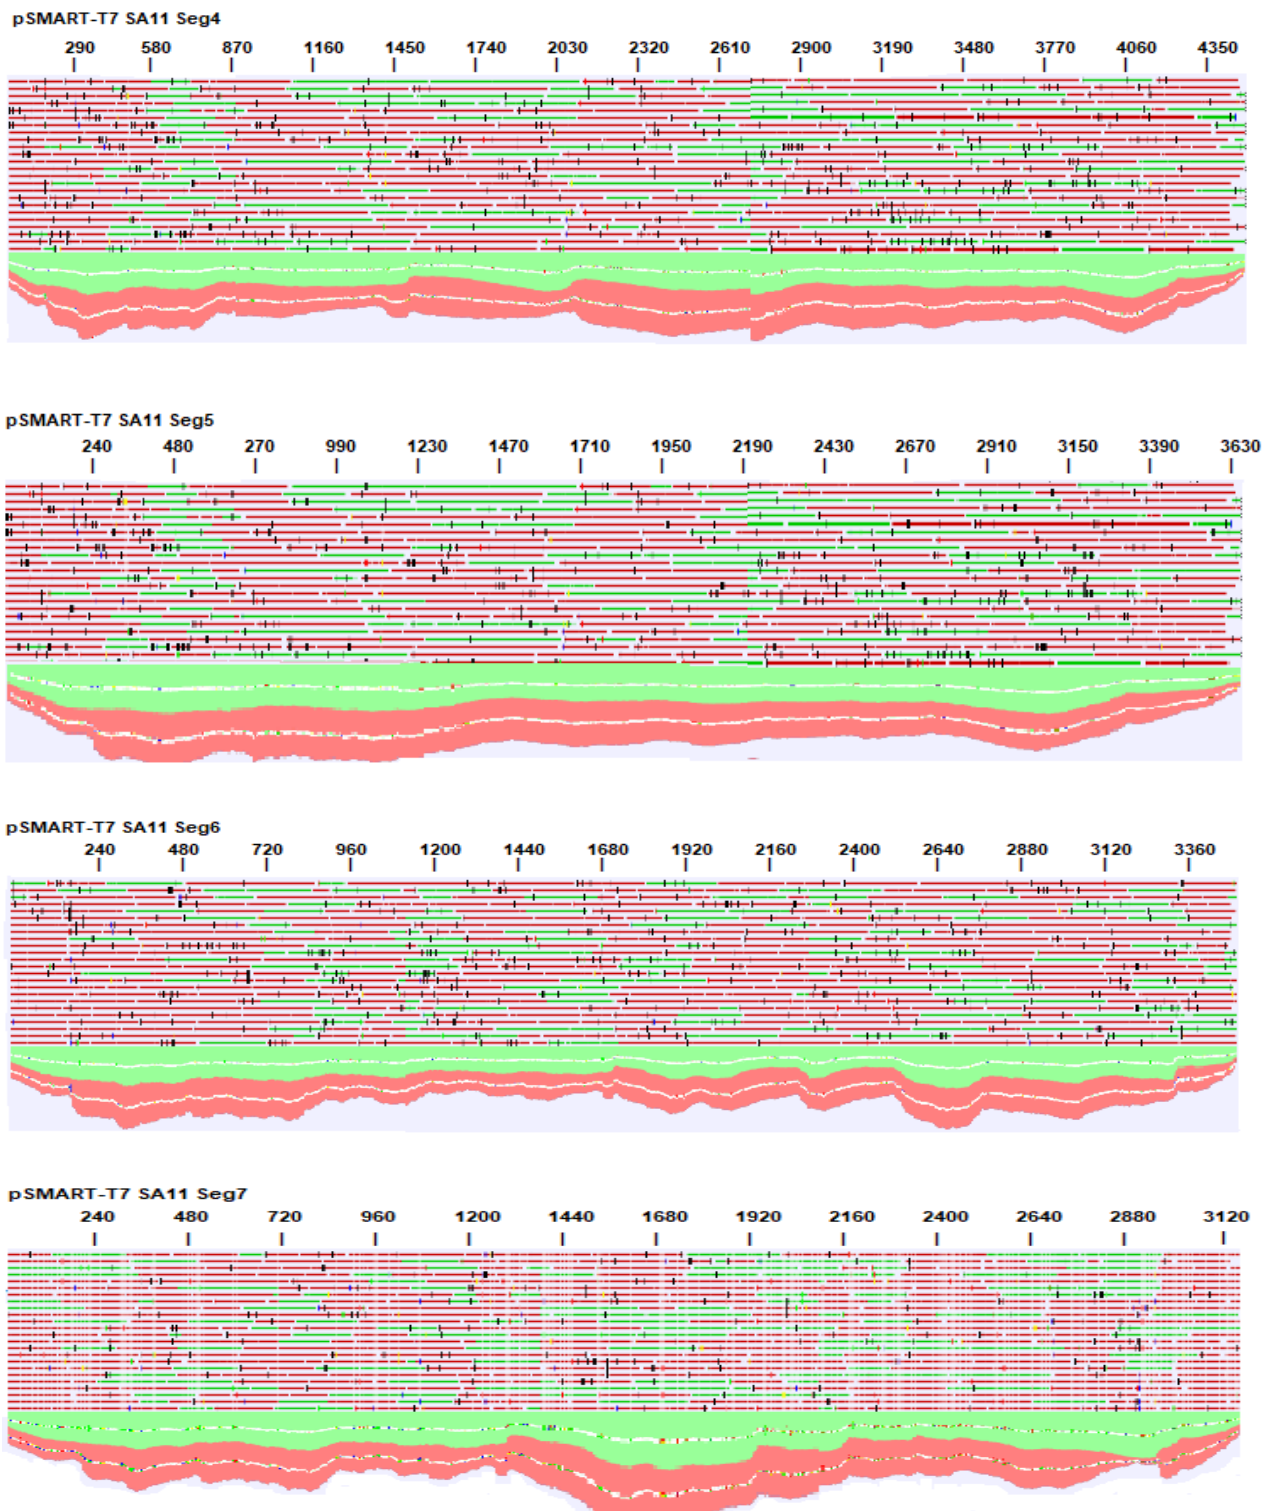 pSMART-T7 SA11 Seg4
290 580 870 1160 1450 1740 2030 2320 2610 2900 3190 3480 3770 4060 4350
pSMART-T7 SA11 Seg5
240 480 270 990 1230 1470 1710 1950 2190 2430 2670 2910 3150 3390 3630
pSMART-T7 SA11 Seg6
240 480 720 960 1200 1440 1680 1920 2160 2400 2640 2880 3120 3360
pSMART-T7 SA11 Seg7
240 480 720 960 1200 1440 1680 1920 2160 2400 2640 2880 3120